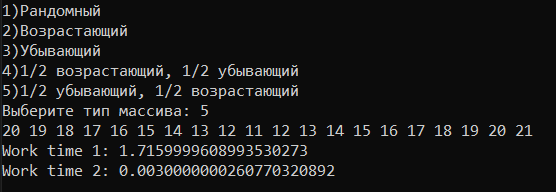 1)Рандомный
2)Возрастающий
3)Убывающий
4)1/2 возрастающий, 1/2 убывающий
5)1/2 убывающий, 1/2 возрастающий
Выберите тип массива: 5
20 19 18 17 16 15 14 13 12 11 12 13 14 15 16 17 18 19 20 21
Work time 1: 1.7159999608993530273
Work time 2: 0.0030000000260770320892